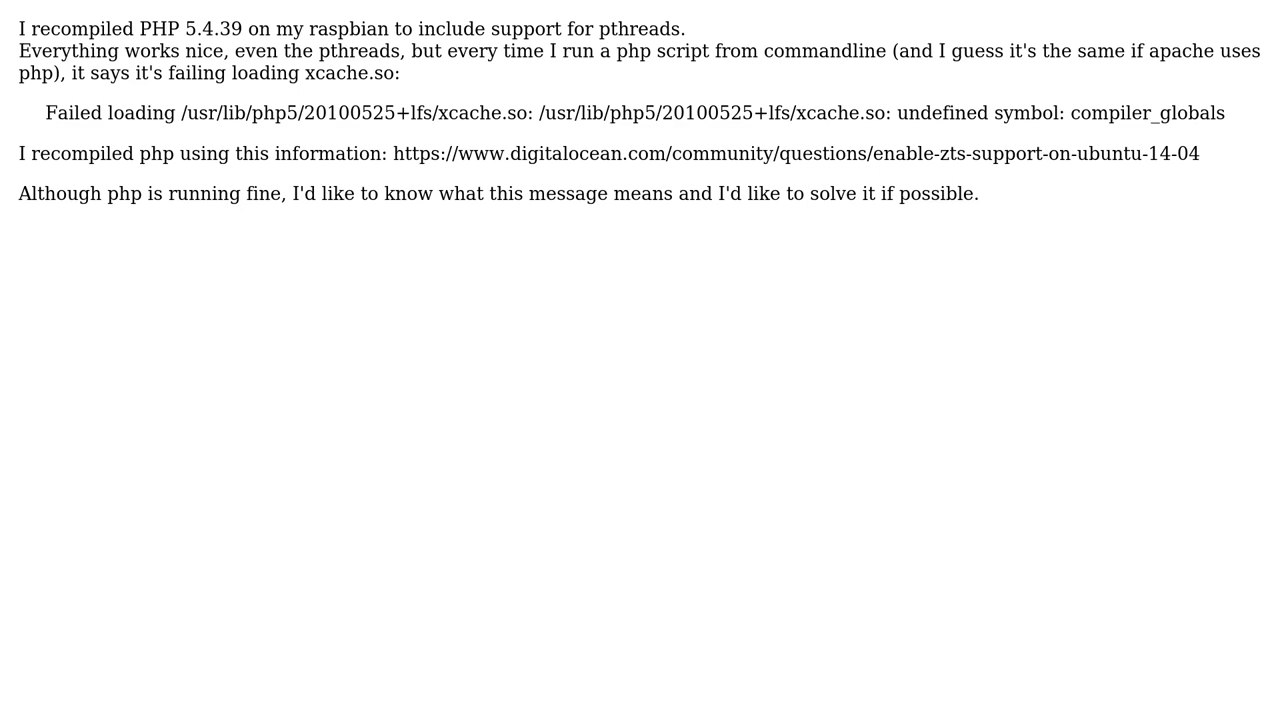 I recompiled PHP 5.4.39 on my raspbian to include support for pthreads.
Everything works nice, even the pthreads, but every time I run a php script from commandline (and I guess it's the same if apache uses
php), it says it's failing loading xcache.so:
Failed loading /usr/lib/php5/20100525+lfs/xcache.so: /usr/lib/php5/20100525+lfs/xcache.so: undefined symbol: compiler_globals
I recompiled php using this information: https://www.digitalocean.com/community/questions/enable-zts-support-on-ubuntu-14-04
Although php is running fine, I'd like to know what this message means and I'd like to solve it if possible.